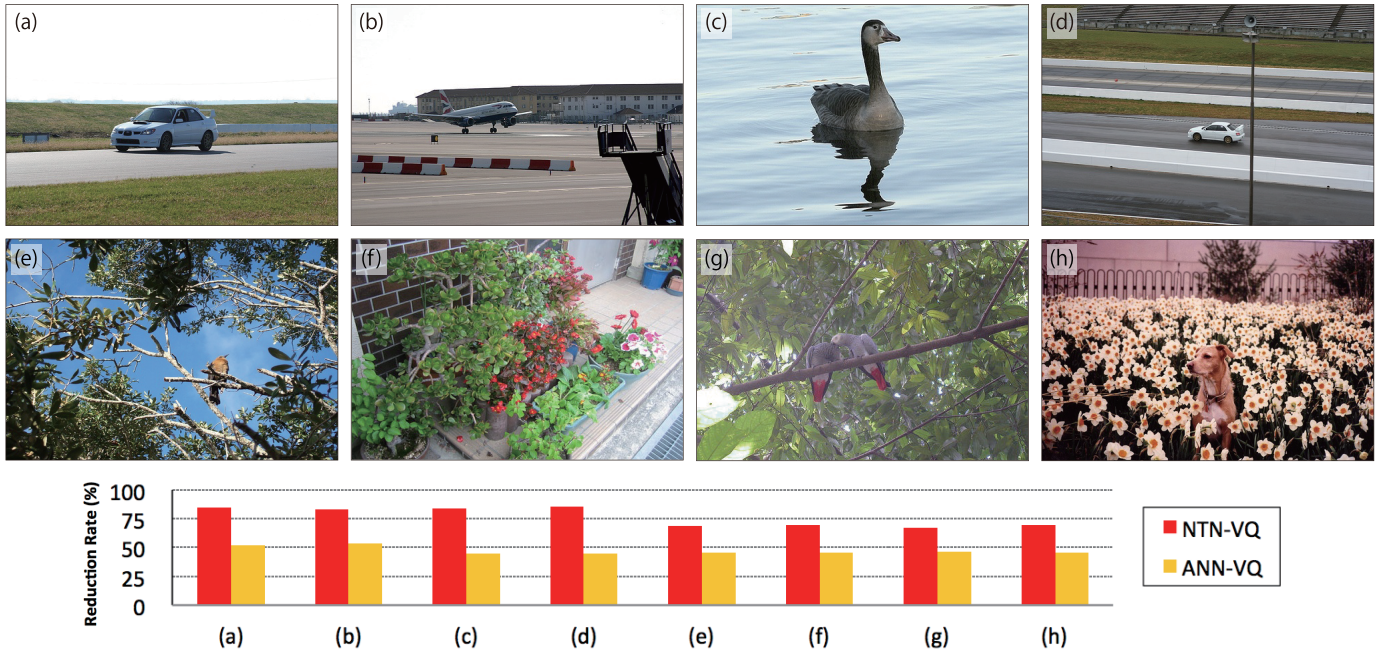 (a)
(b)
(c)
(d)
(e)
(f)
(g)
(h)
Reduction Rate (%)
100
75
50
25
0
(a) (b) (c) (d) (e) (f) (g) (h)
NTN-VQ
ANN-VQ